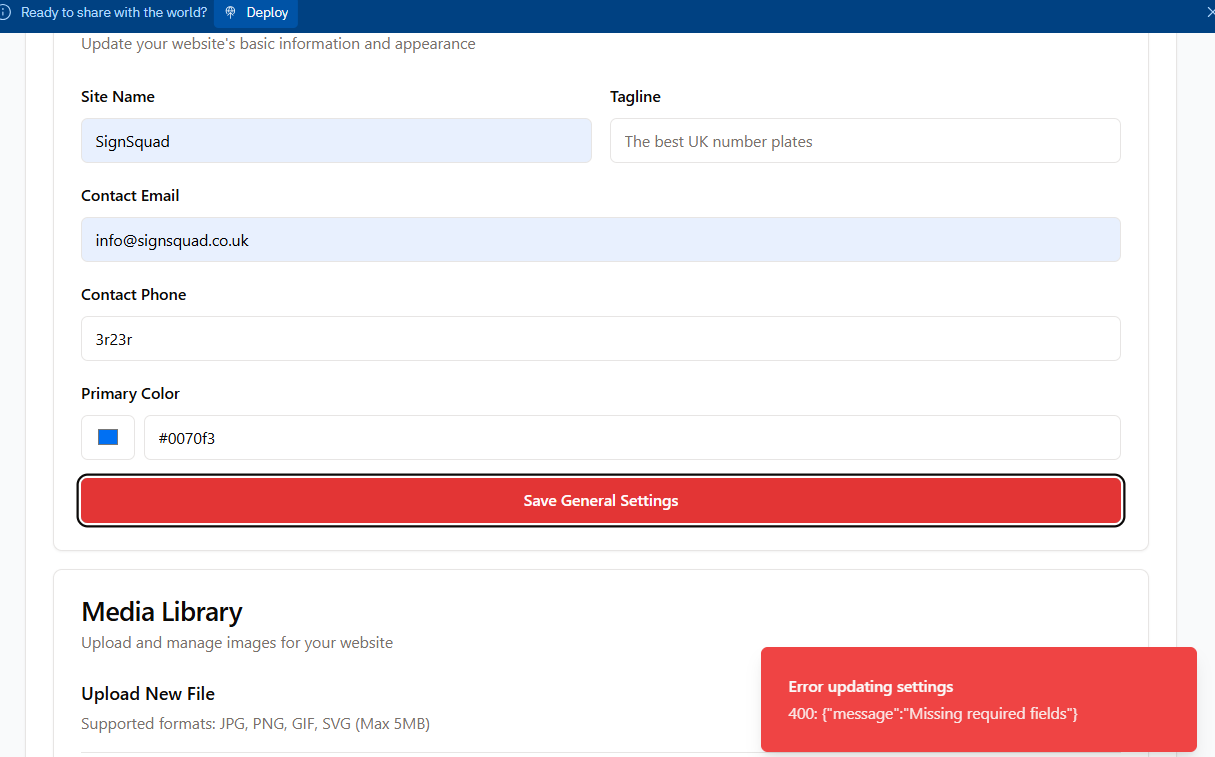 Ready to share with the world? Deploy
Update your website's basic information and appearance
Site Name
Tagline
SignSquad
The best UK number plates
Contact Email
info@signsquad.co.uk
Contact Phone
3r23r
Primary Color
#0070f3
Save General Settings
Media Library
Upload and manage images for your website
Upload New File
Supported formats: JPG, PNG, GIF, SVG (Max 5MB)
Error updating settings
400: {"message":"Missing required fields"}